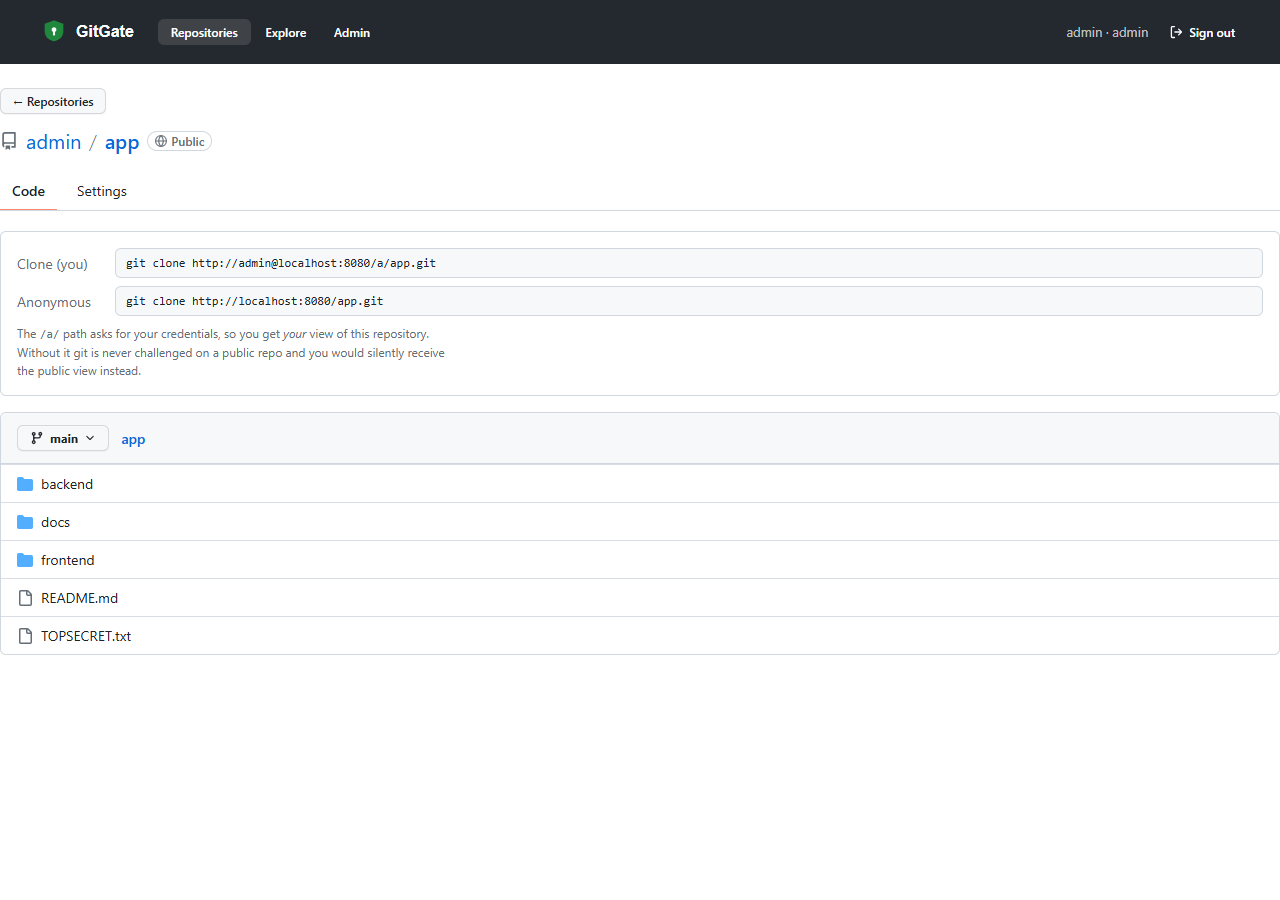 GitGate Repositories Explore Admin admin · admin Sign out
← Repositories
admin / app Public
Code Settings
Clone (you) git clone http://admin@localhost:8080/a/app.git
Anonymous git clone http://localhost:8080/app.git
The /a/ path asks for your credentials, so you get your view of this repository.
Without it git is never challenged on a public repo and you would silently receive
the public view instead.
main app
backend
docs
frontend
README.md
TOPSECRET.txt